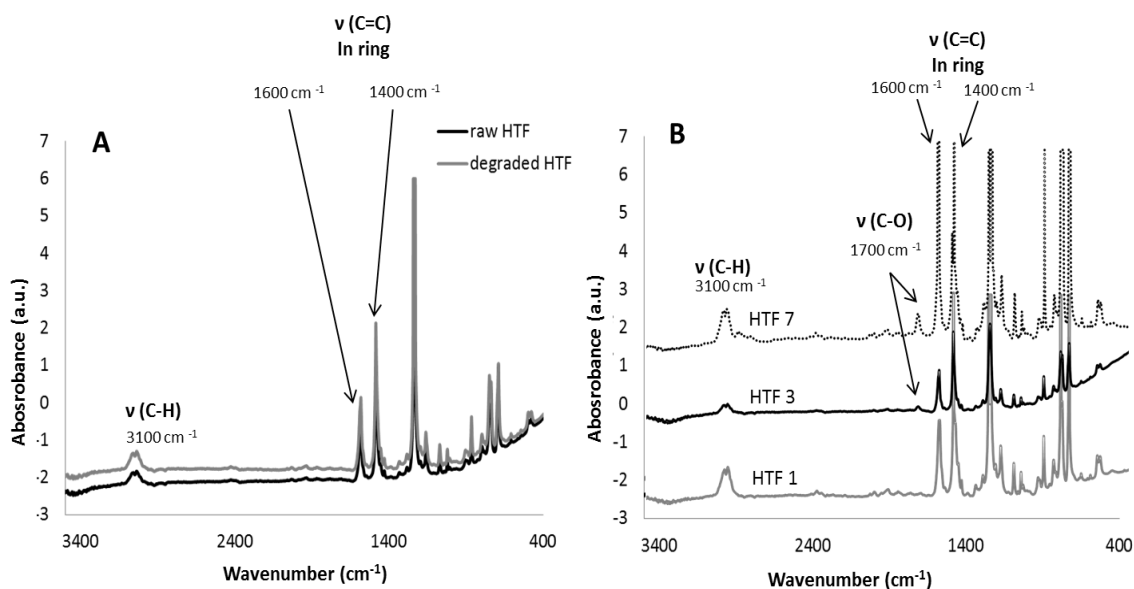 ν (C=C)
In ring
1600 cm -1
1400 cm -1
A
raw HTF
degraded HTF
7
6
5
4
3
2
1
0
-1
-2
-3
Abosrobance (a.u.)
ν (C-H)
3100 cm -1
3400
2400
1400
400
Wavenumber (cm-1)
ν (C=C)
In ring
1600 cm -1
1400 cm -1
B
7
6
5
4
3
2
1
0
-1
-2
-3
Abosrobance (a.u.)
ν (C-O)
1700 cm -1
ν (C-H)
3100 cm -1
HTF 7
HTF 3
HTF 1
3400
2400
1400
400
Wavenumber (cm-1)